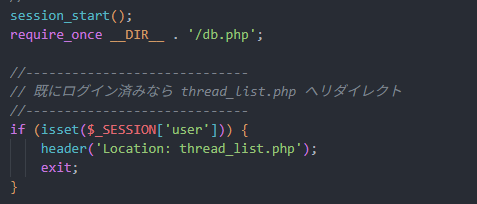 session_start();
require_once __DIR__ . '/db.php';
//----------------------------
// 既にログイン済みなら thread_list.php へリダイレクト
//----------------------------
if (isset($_SESSION['user'])) {
    header('Location: thread_list.php');
    exit;
}